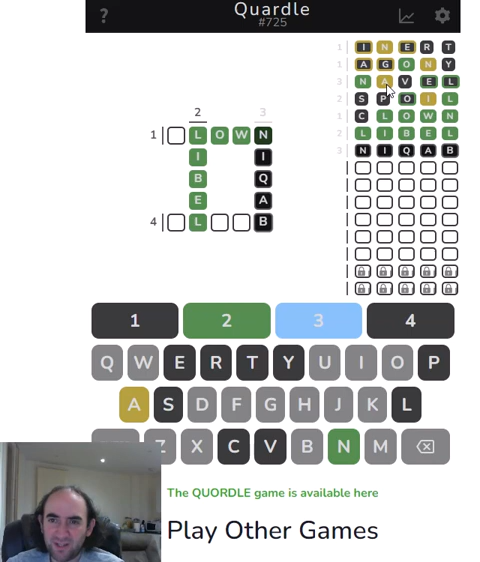 Quardle
? #725
1 I N E R T
1 A G O N Y
3 N A V E L
2 S P O I L
1 C L O W N
2 L I B E L
3 N I Q A B
2 3
1 L O W N
I I
B Q
E A
4 L B
1 2 3 4
Q W E R T Y U I O P
A S D F G H J K L
Z X C V B N M
The QUORDLE game is available here
Play Other Games